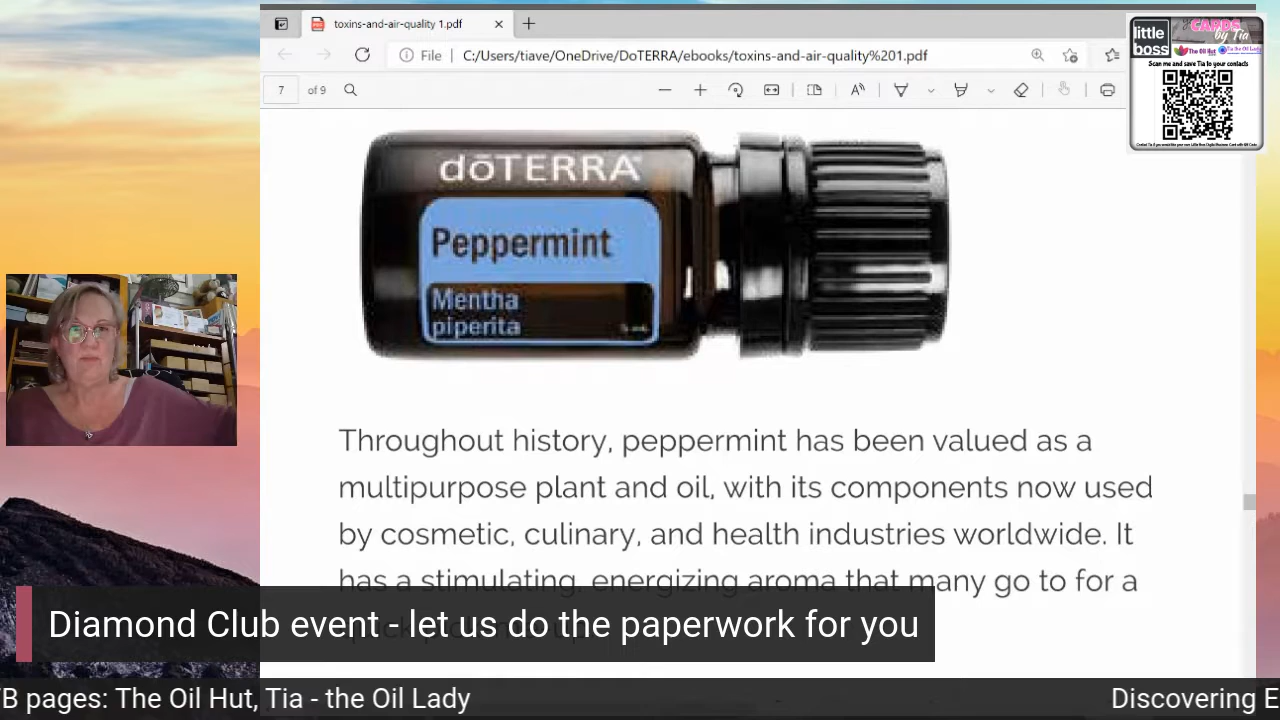 toxins-and-air-quality 1.pdf
File | C:/Users/tiave/OneDrive/DoTERRA/ebooks/toxins-and-air-quality%201.pdf
7 of 9
little boss
CARDS by Tia
The Oil Hut
Tia the Oil Lady
Scan me and save Tia to your contacts
dōTERRA
Peppermint
Mentha
piperita
Throughout history, peppermint has been valued as a
multipurpose plant and oil, with its components now used
by cosmetic, culinary, and health industries worldwide. It
has a stimulating, energizing aroma that many go to for a
Diamond Club event - let us do the paperwork for you
B pages: The Oil Hut, Tia - the Oil Lady
Discovering E